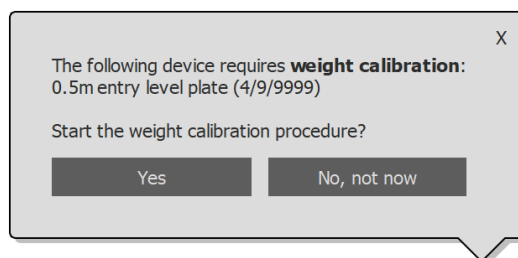 X
The following device requires weight calibration:
0.5m entry level plate (4/9/9999)
Start the weight calibration procedure?
Yes
No, not now